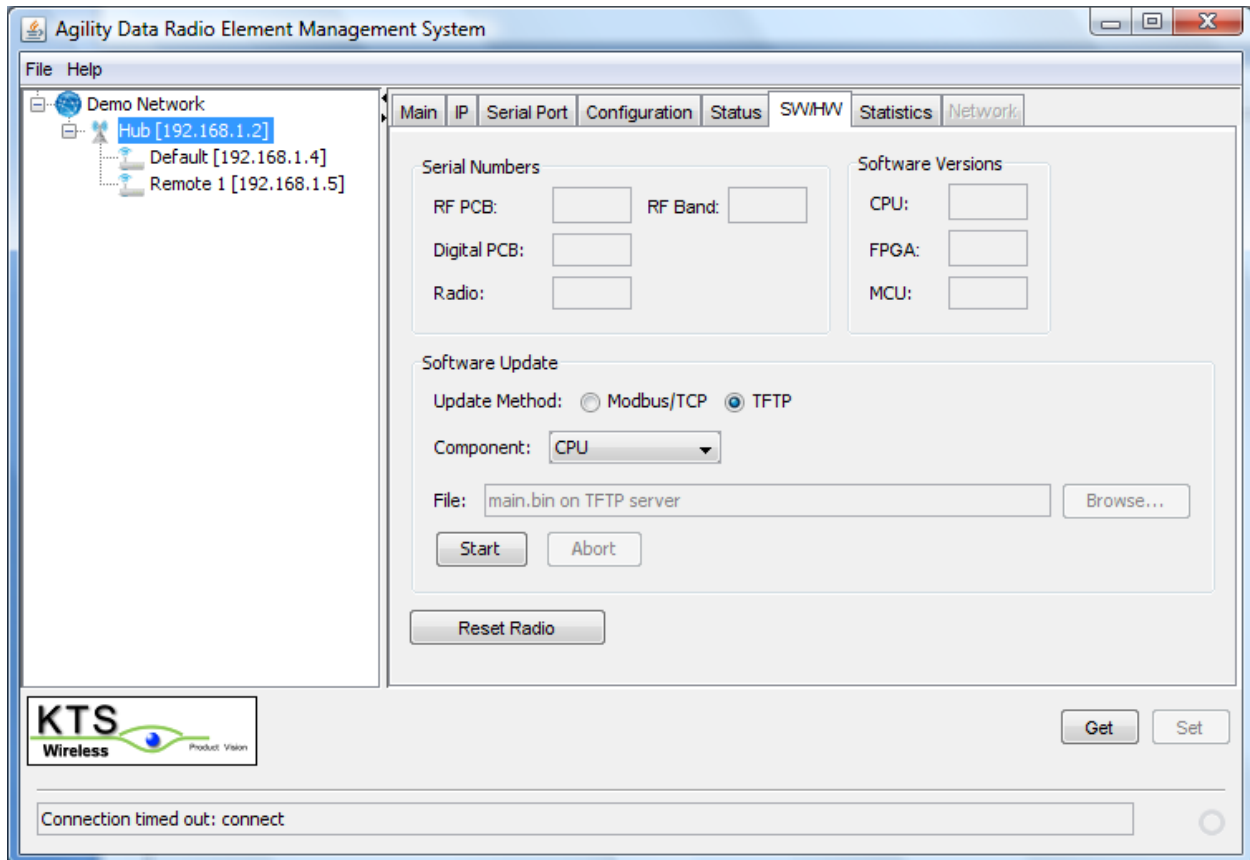 Agility Data Radio Element Management System
File Help
Demo Network
Hub [192.168.1.2]
Default [192.168.1.4]
Remote 1 [192.168.1.5]
Main IP Serial Port Configuration Status SW/HW Statistics Network
Serial Numbers
RF PCB: RF Band:
Digital PCB:
Radio:
Software Versions
CPU:
FPGA:
MCU:
Software Update
Update Method: Modbus/TCP TFTP
Component: CPU
File: main.bin on TFTP server Browse...
Start Abort
Reset Radio
KTS
Wireless Product Vision
Get Set
Connection timed out: connect